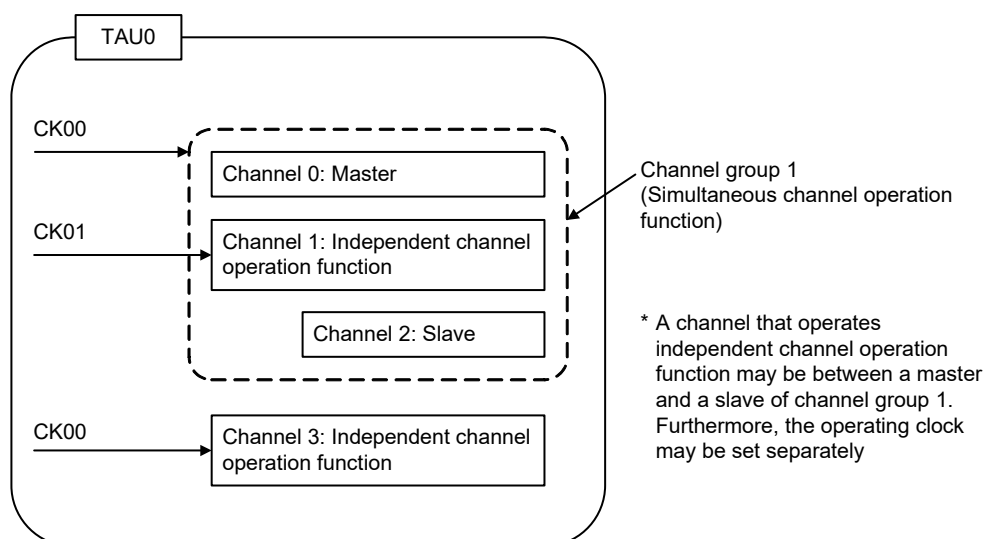 TAU0
CK00
Channel 0: Master
Channel group 1
(Simultaneous channel operation
function)
CK01
Channel 1: Independent channel
operation function
Channel 2: Slave
* A channel that operates
independent channel operation
function may be between a master
and a slave of channel group 1.
Furthermore, the operating clock
may be set separately
CK00
Channel 3: Independent channel
operation function